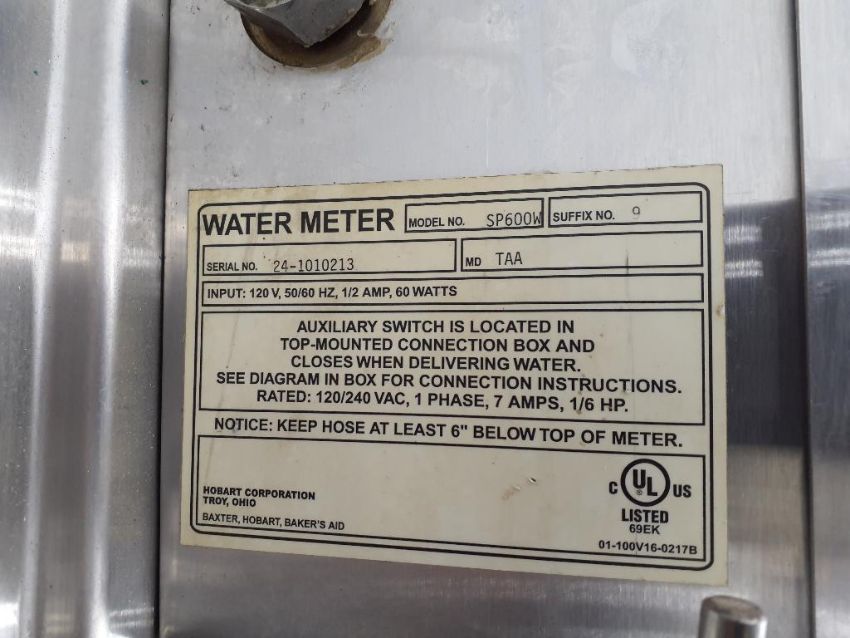 WATER METER MODEL NO. SP600W SUFFIX NO. 9
SERIAL NO. 24-1010213 MD TAA
INPUT: 120 V, 50/60 HZ, 1/2 AMP, 60 WATTS
AUXILIARY SWITCH IS LOCATED IN
TOP-MOUNTED CONNECTION BOX AND
CLOSES WHEN DELIVERING WATER.
SEE DIAGRAM IN BOX FOR CONNECTION INSTRUCTIONS.
RATED: 120/240 VAC, 1 PHASE, 7 AMPS, 1/6 HP.
NOTICE: KEEP HOSE AT LEAST 6" BELOW TOP OF METER.
HOBART CORPORATION
TROY, OHIO
BAXTER, HOBART, BAKER'S AID
C UL US
LISTED
69EK
01-100V16-0217B